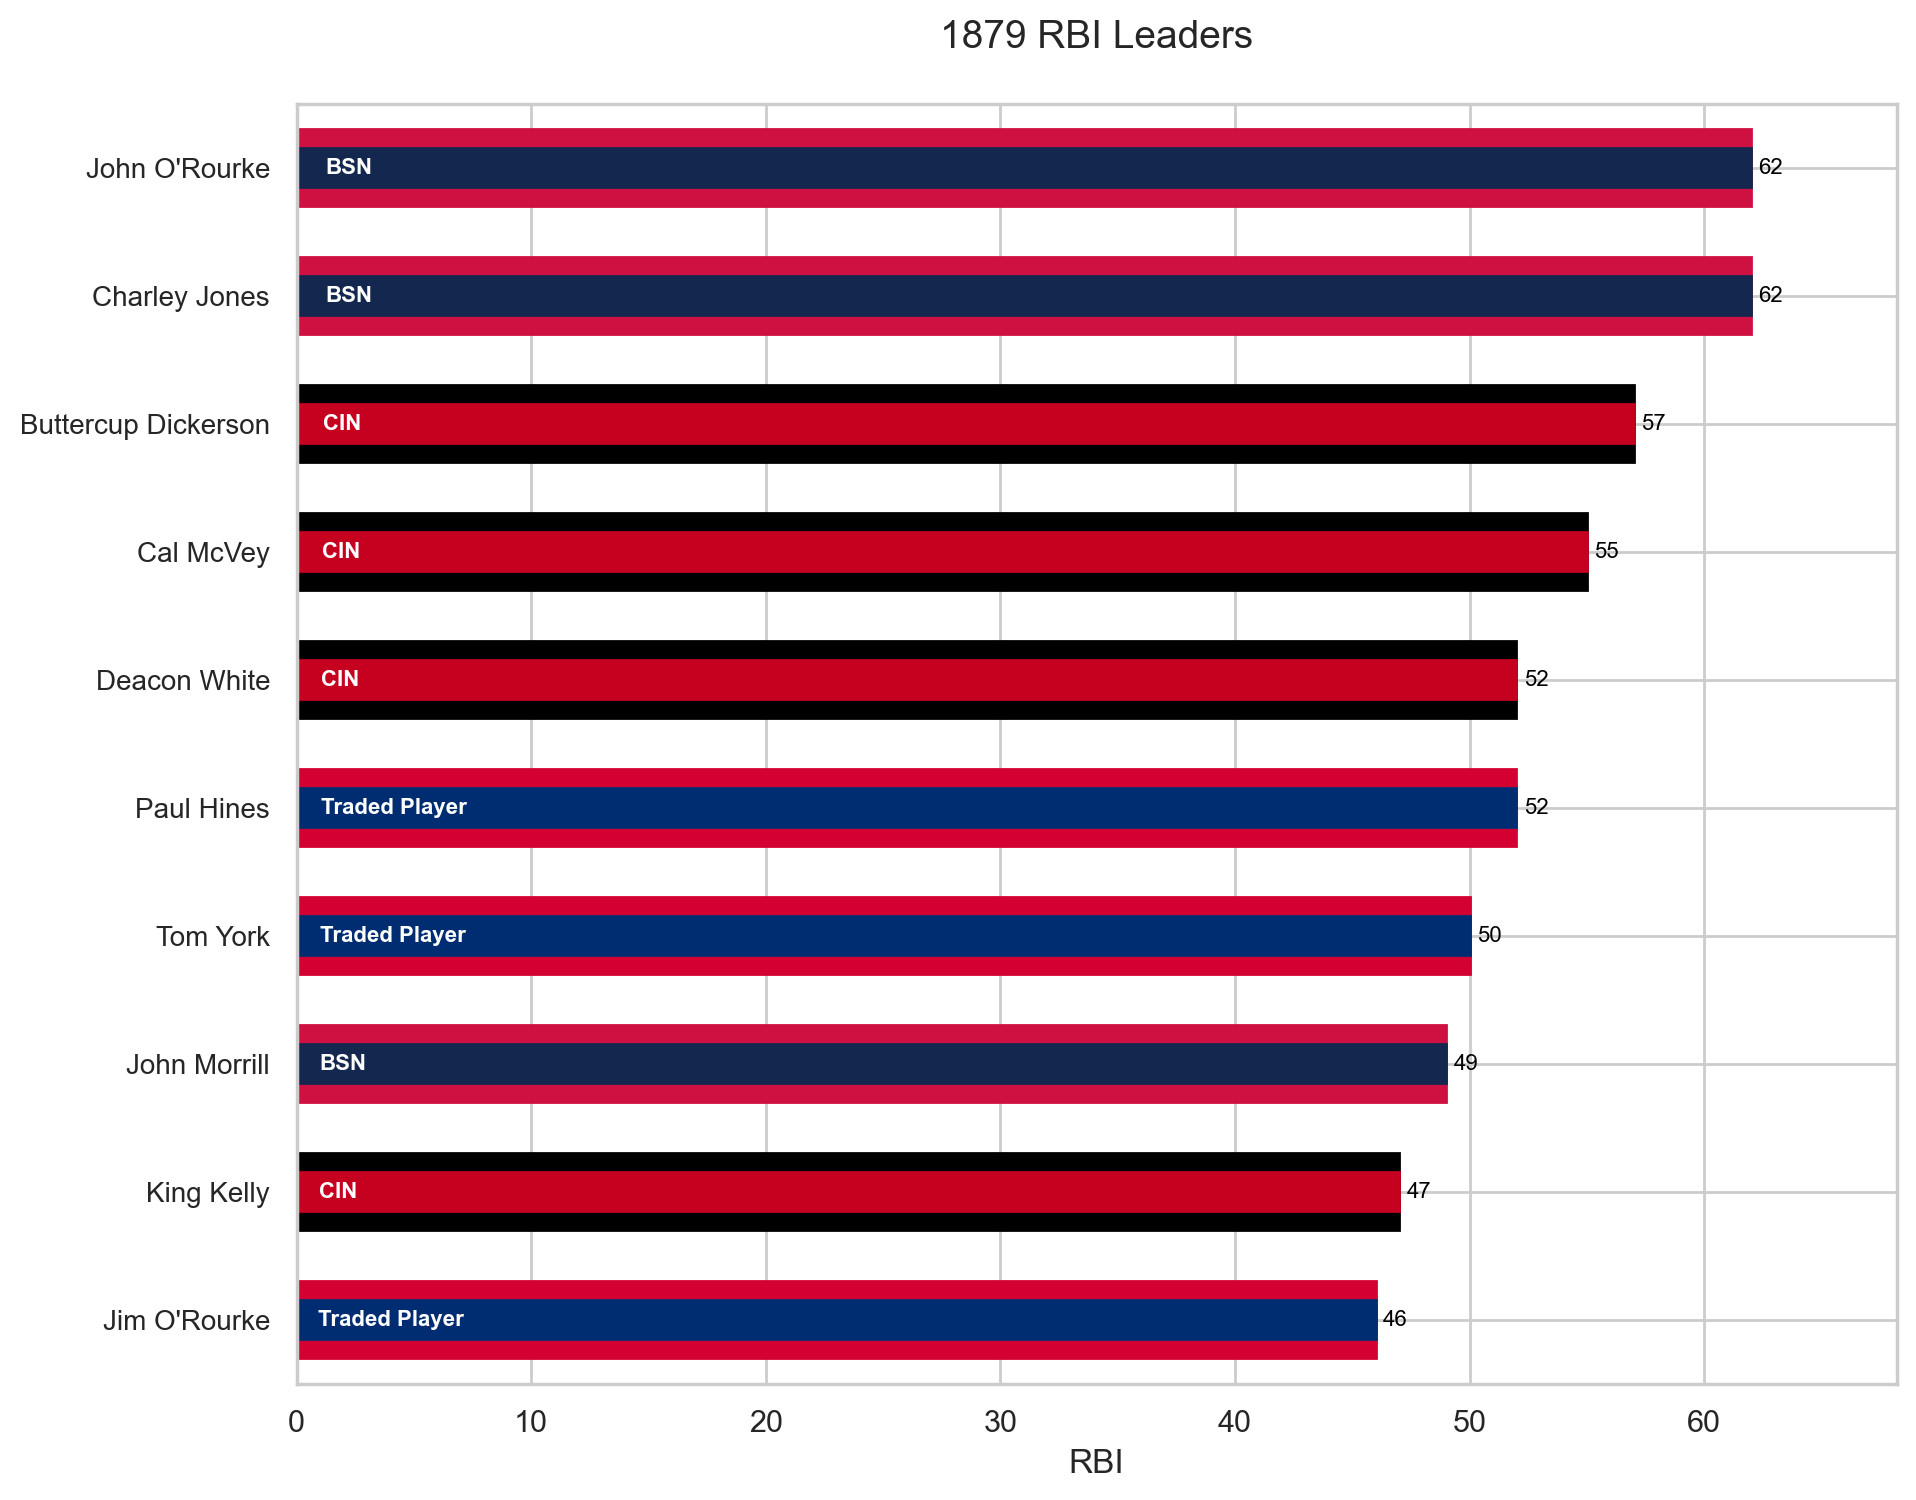 1879 RBI Leaders
John O'Rourke BSN 62
Charley Jones BSN 62
Buttercup Dickerson CIN 57
Cal McVey CIN 55
Deacon White CIN 52
Paul Hines Traded Player 52
Tom York Traded Player 50
John Morrill BSN 49
King Kelly CIN 47
Jim O'Rourke Traded Player 46
0 10 20 30 40 50 60
RBI